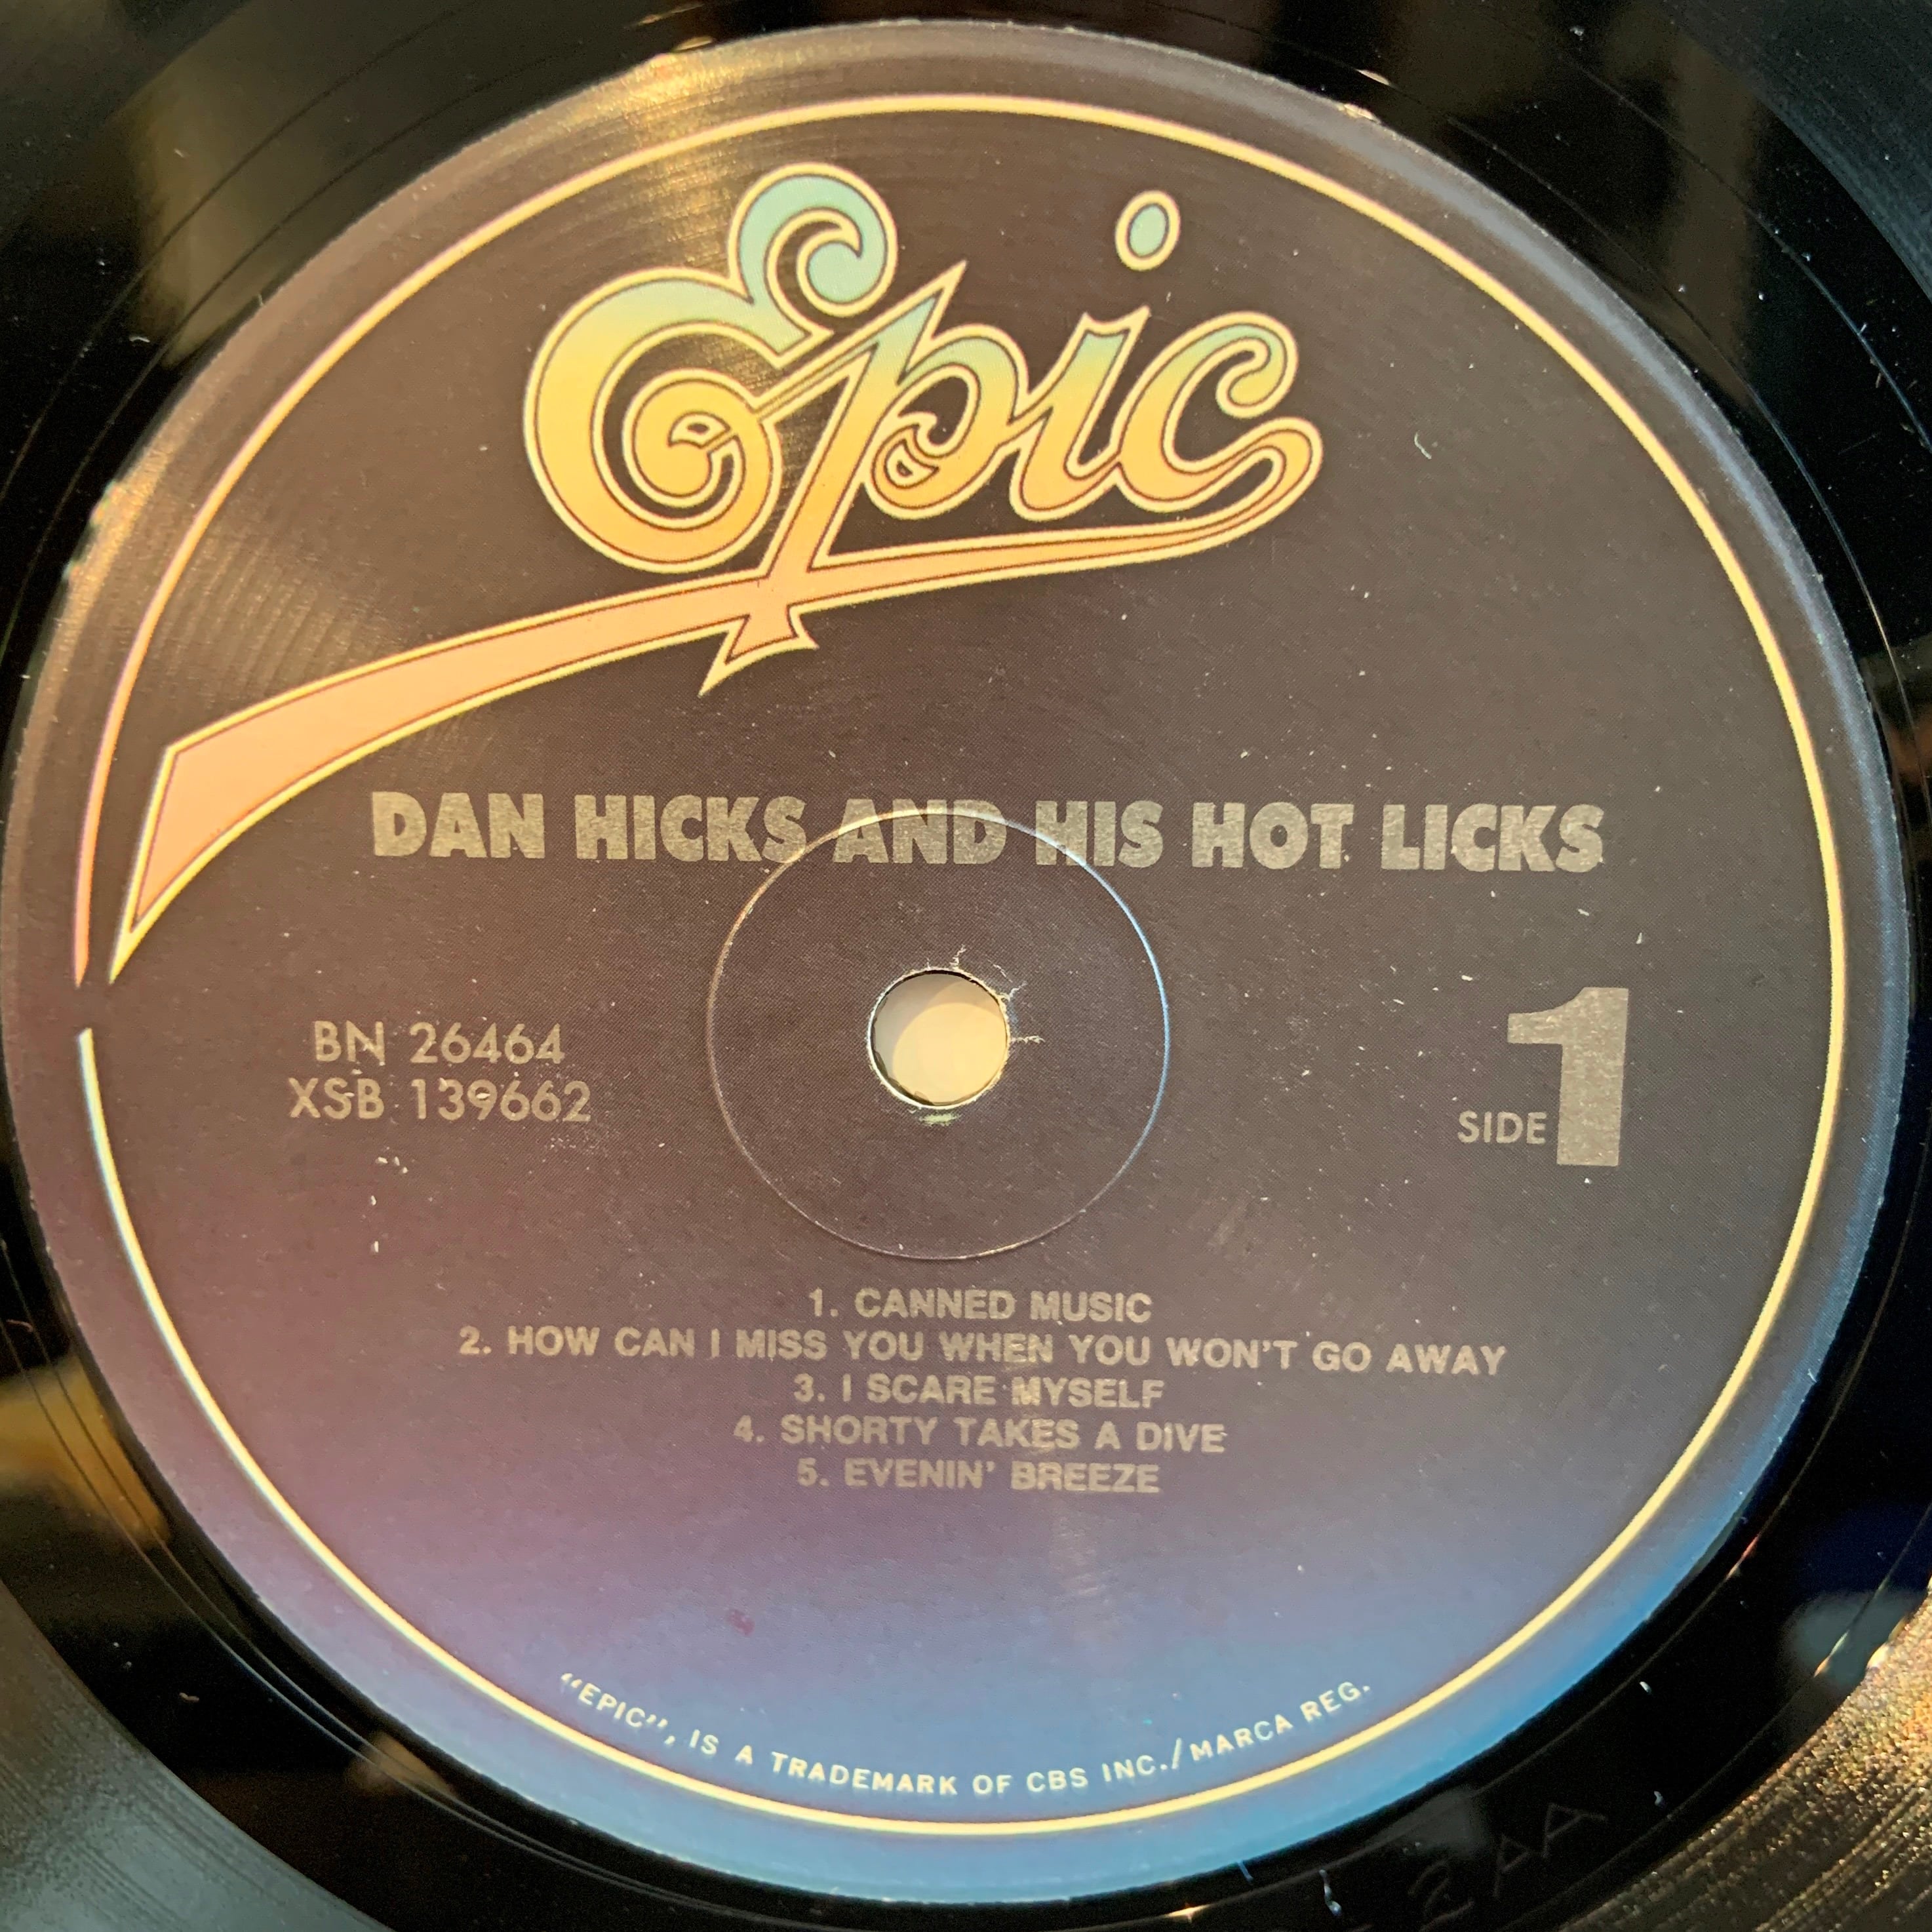 Epic
DAN HICKS AND HIS HOT LICKS
BN 26464
XSB 139662
SIDE 1
1. CANNED MUSIC
2. HOW CAN I MISS YOU WHEN YOU WON'T GO AWAY
3. I SCARE MYSELF
4. SHORTY TAKES A DIVE
5. EVENIN' BREEZE
"EPIC", IS A TRADEMARK OF CBS INC./MARCA REG.
2AA